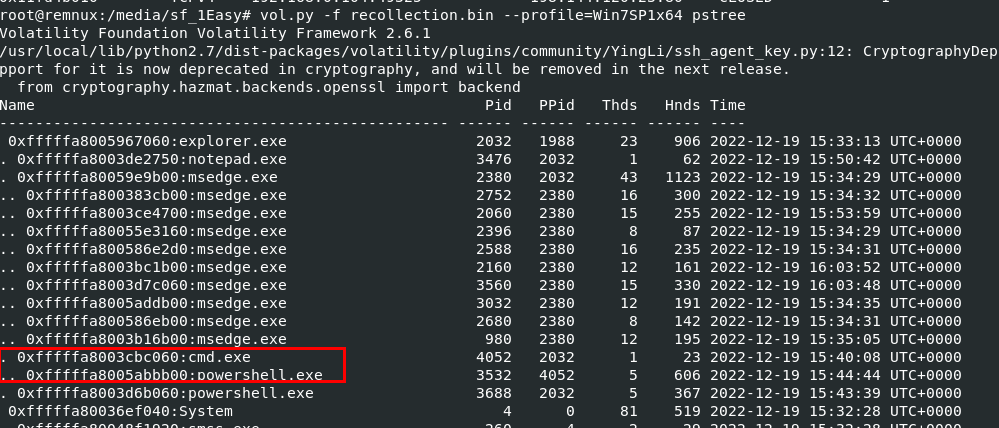 root@remnux:/media/sf_1Easy# vol.py -f recollection.bin --profile=Win7SP1x64 pstree
Volatility Foundation Volatility Framework 2.6.1
/usr/local/lib/python2.7/dist-packages/volatility/plugins/community/YingLi/ssh_agent_key.py:12: CryptographyDep
pport for it is now deprecated in cryptography, and will be removed in the next release.
from cryptography.hazmat.backends.openssl import backend
Name Pid PPid Thds Hnds Time
-------------------------------------------------- ------ ------ ------ ------ ----
0xfffffa8005967060:explorer.exe 2032 1988 23 906 2022-12-19 15:33:13 UTC+0000
. 0xfffffa8003de2750:notepad.exe 3476 2032 1 62 2022-12-19 15:50:42 UTC+0000
. 0xfffffa80059e9b00:msedge.exe 2380 2032 43 1123 2022-12-19 15:34:29 UTC+0000
.. 0xfffffa800383cb00:msedge.exe 2752 2380 16 300 2022-12-19 15:34:32 UTC+0000
.. 0xfffffa8003ce4700:msedge.exe 2060 2380 15 255 2022-12-19 15:53:59 UTC+0000
.. 0xfffffa80055e3160:msedge.exe 2396 2380 8 87 2022-12-19 15:34:29 UTC+0000
.. 0xfffffa800586e2d0:msedge.exe 2588 2380 16 235 2022-12-19 15:34:31 UTC+0000
.. 0xfffffa8003bc1b00:msedge.exe 2160 2380 12 161 2022-12-19 16:03:52 UTC+0000
.. 0xfffffa8003d7c060:msedge.exe 3560 2380 15 330 2022-12-19 16:03:48 UTC+0000
.. 0xfffffa8005addb00:msedge.exe 3032 2380 12 191 2022-12-19 15:34:35 UTC+0000
.. 0xfffffa800586eb00:msedge.exe 2680 2380 8 142 2022-12-19 15:34:31 UTC+0000
.. 0xfffffa8003b16b00:msedge.exe 980 2380 12 195 2022-12-19 15:35:05 UTC+0000
. 0xfffffa8003cbc060:cmd.exe 4052 2032 1 23 2022-12-19 15:40:08 UTC+0000
.. 0xfffffa8005abbb00:powershell.exe 3532 4052 5 606 2022-12-19 15:44:44 UTC+0000
. 0xfffffa8003d6b060:powershell.exe 3688 2032 5 367 2022-12-19 15:43:39 UTC+0000
0xfffffa80036ef040:System 4 0 81 519 2022-12-19 15:32:28 UTC+0000